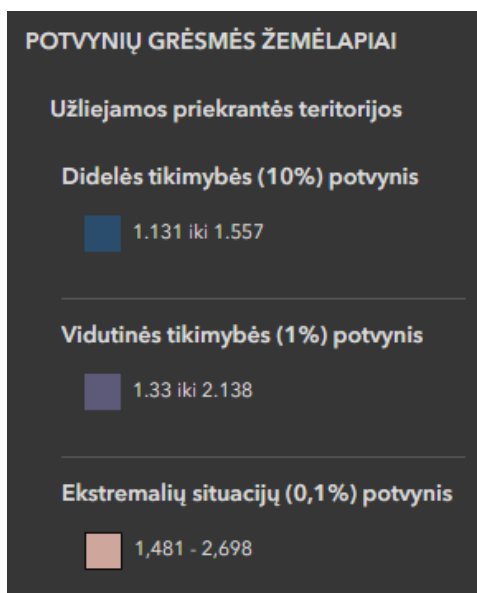 POTVYNIŲ GRĖSMĖS ŽEMĖLAPIAI
Užliejamos priekrantės teritorijos
Didelės tikimybės (10%) potvynis
1.131 iki 1.557
Vidutinės tikimybės (1%) potvynis
1.33 iki 2.138
Ekstremalių situacijų (0,1%) potvynis
1,481 - 2,698